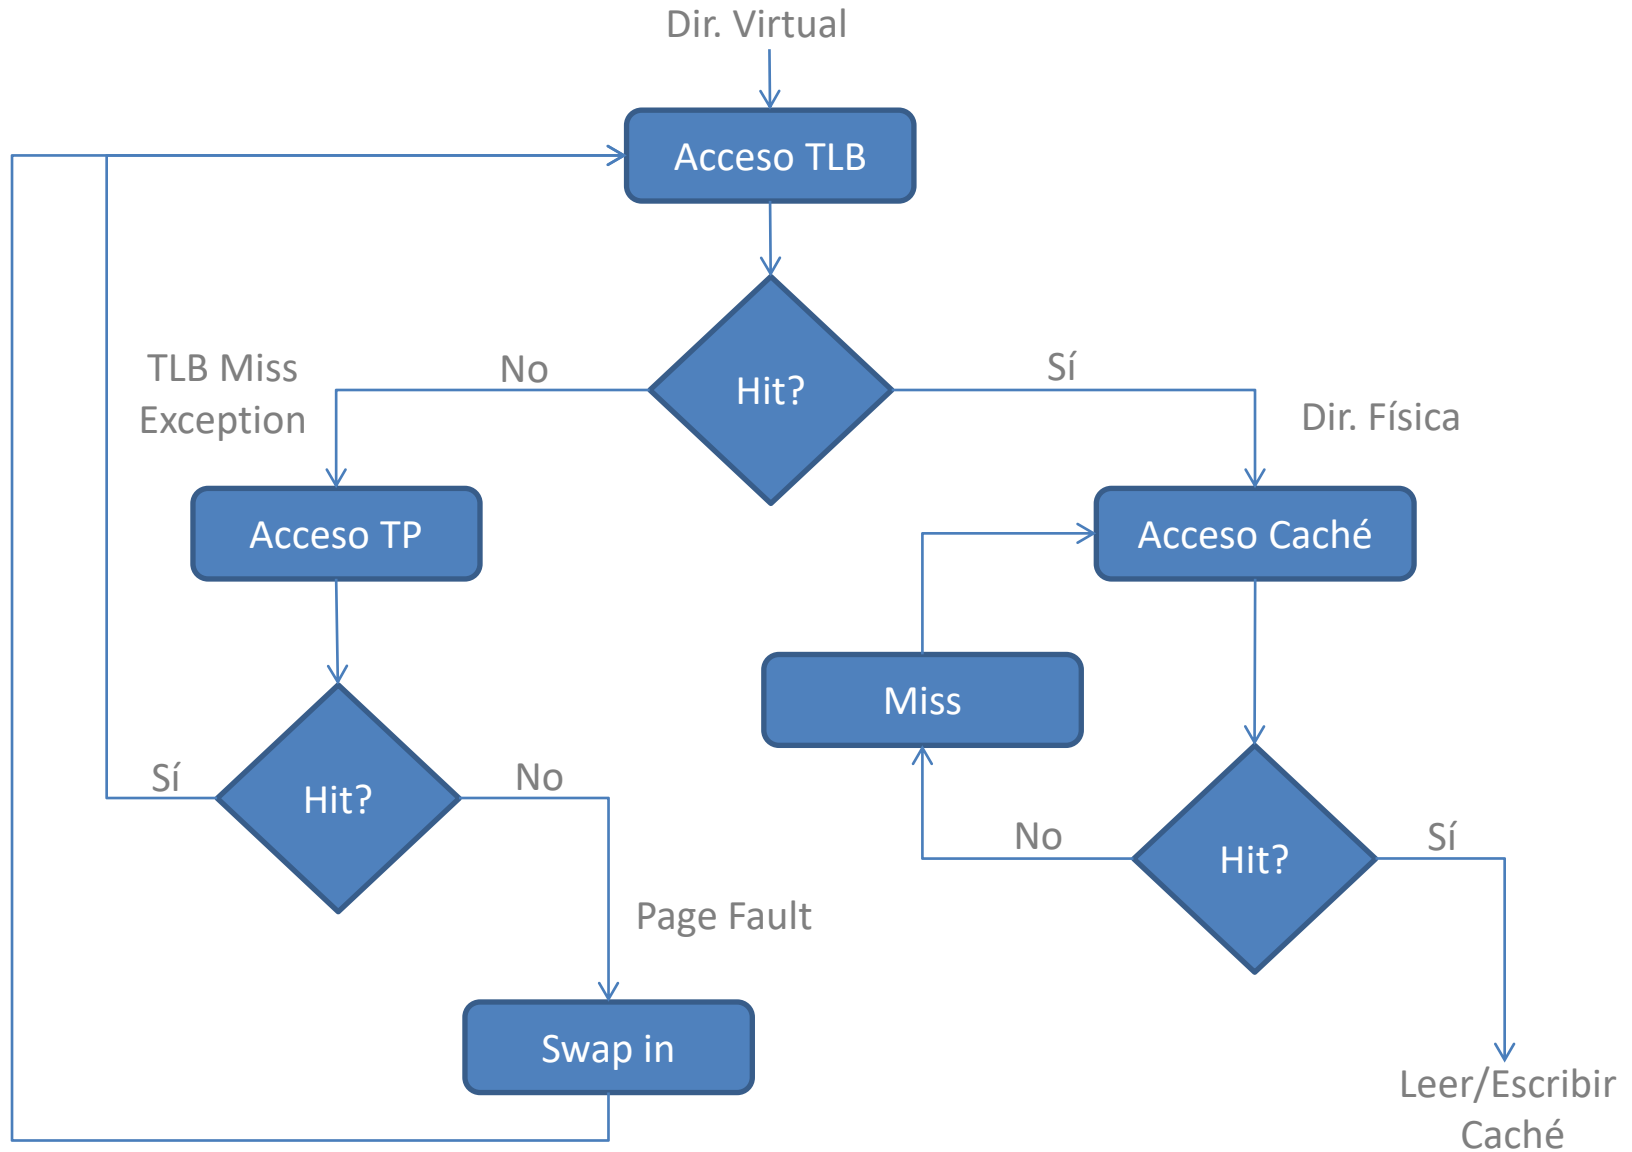 Dir. Virtual
Acceso TLB
Hit?
No
Sí
TLB Miss
Exception
Dir. Física
Acceso TP
Acceso Caché
Miss
Hit?
Sí
No
Hit?
No
Sí
Page Fault
Swap in
Leer/Escribir
Caché